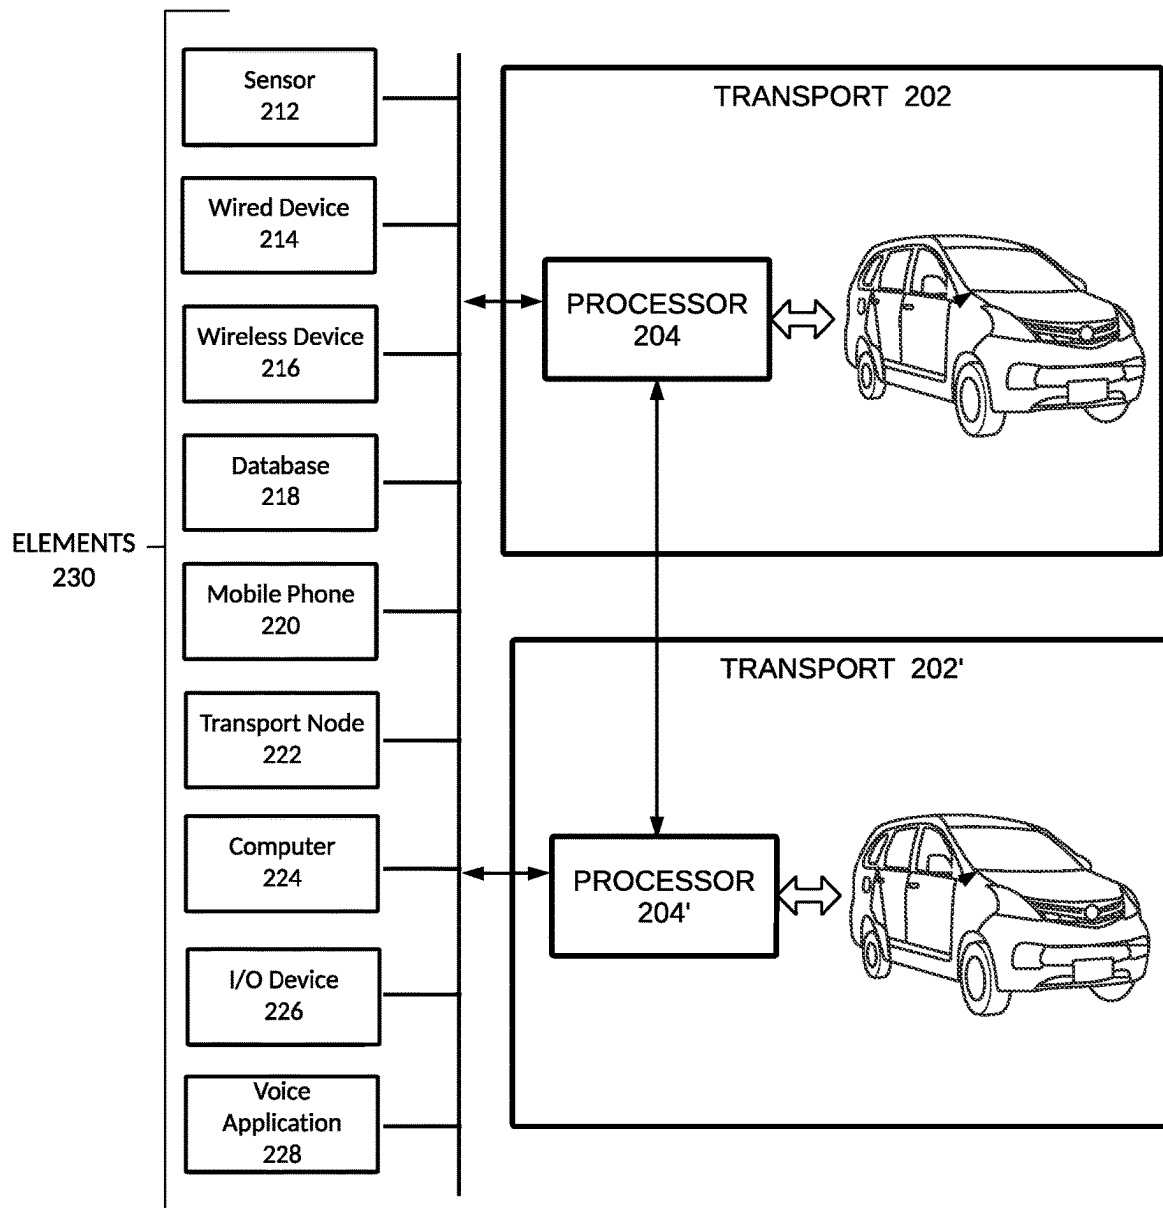 Sensor
212
Wired Device
214
Wireless Device
216
Database
218
Mobile Phone
220
Transport Node
222
Computer
224
I/O Device
226
Voice
Application
228
ELEMENTS
230
TRANSPORT 202
PROCESSOR
204
TRANSPORT 202'
PROCESSOR
204'